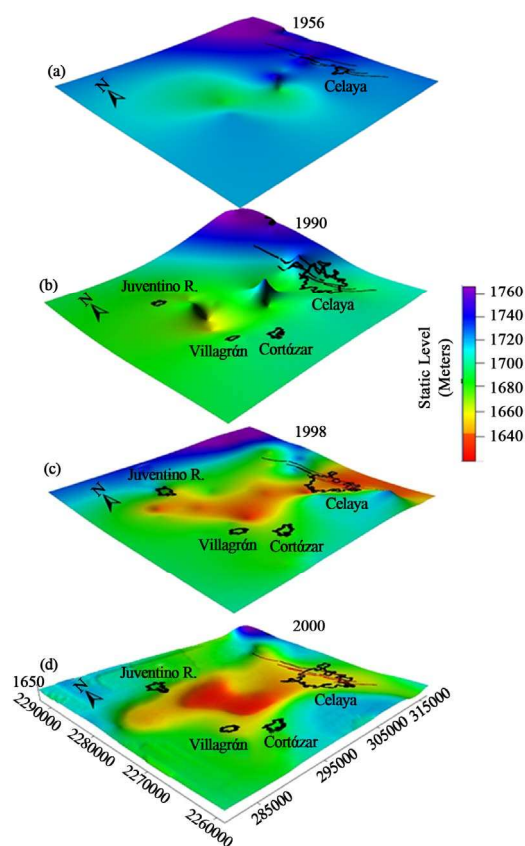 1956
(a)
N
Celaya
1990
(b)
N
Juventino R.
Celaya
Villagrán
Cortázar
1760
1740
1720
1700
1680
1660
1640
Static Level
(Meters)
1998
(c)
N
Juventino R.
Celaya
Villagrán
Cortázar
2000
(d)
N
Juventino R.
Celaya
Villagrán
Cortázar
1650
2290000
2280000
2270000
2260000
285000
295000
305000
315000